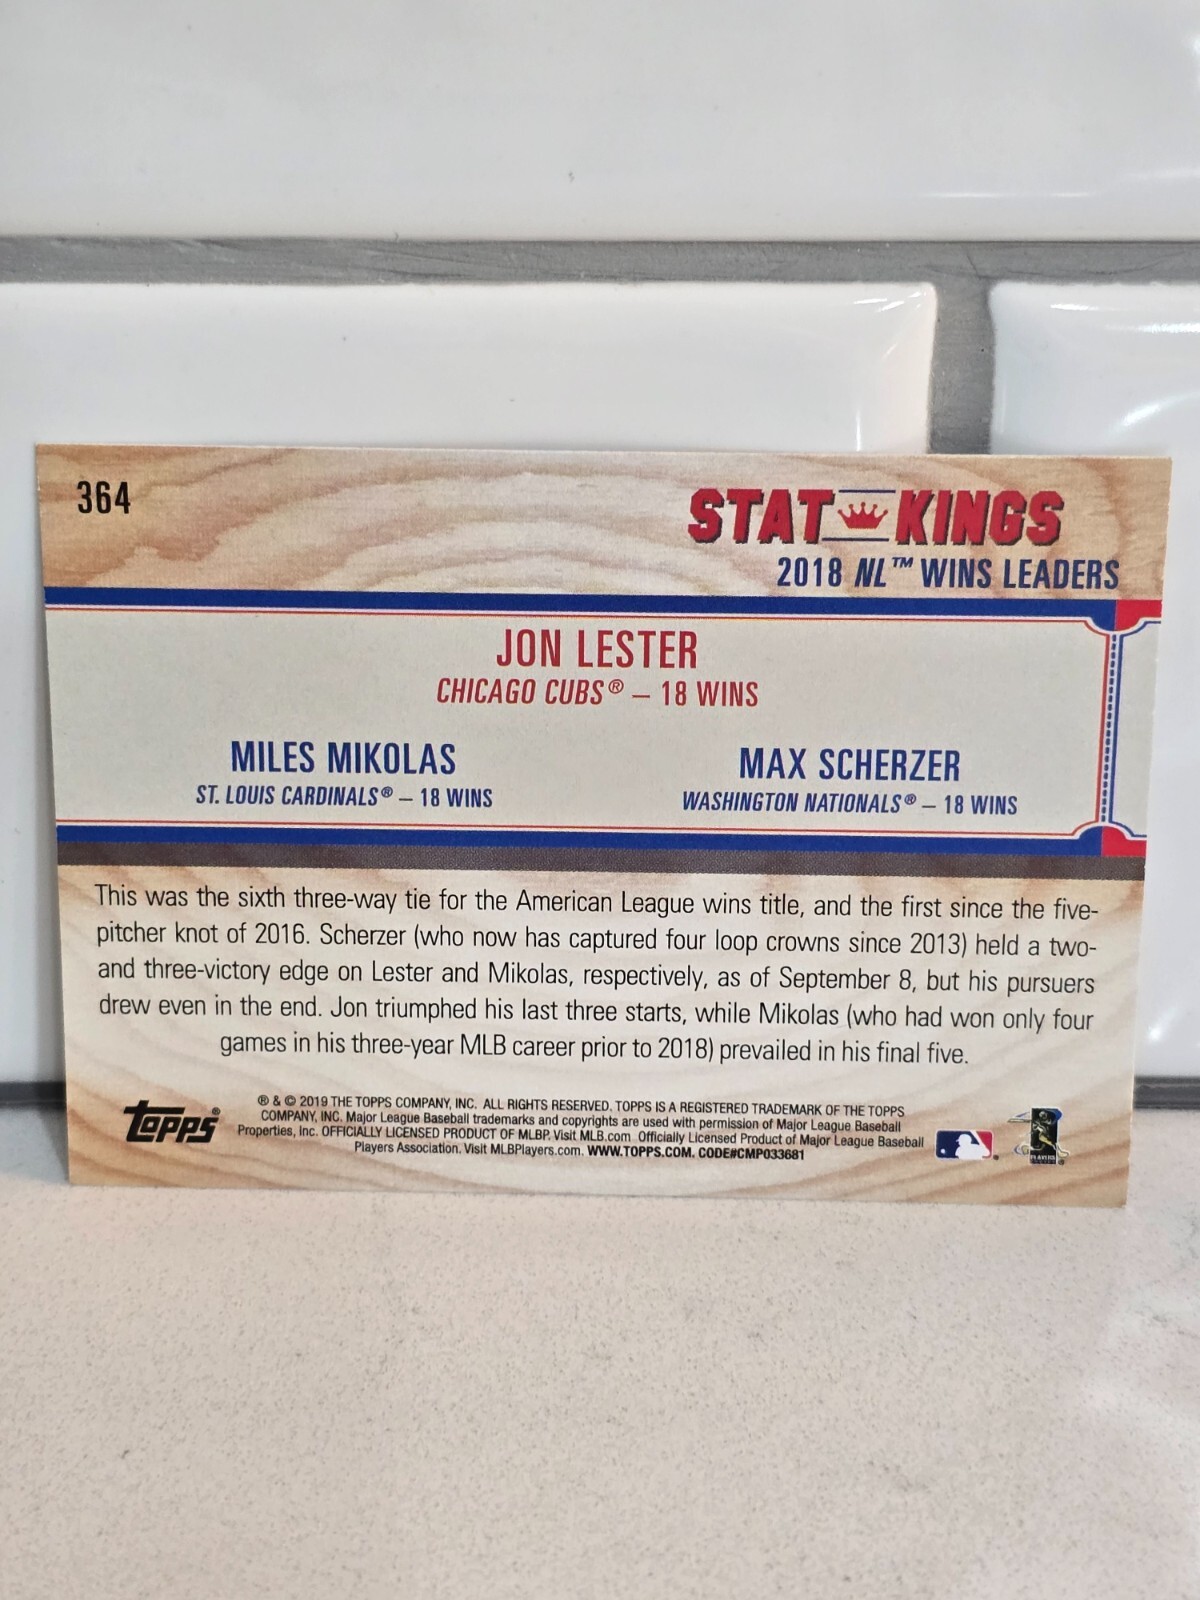 364
STAT KINGS
2018 NL™ WINS LEADERS
JON LESTER
CHICAGO CUBS® – 18 WINS
MILES MIKOLAS
ST. LOUIS CARDINALS® – 18 WINS
MAX SCHERZER
WASHINGTON NATIONALS® – 18 WINS
This was the sixth three-way tie for the American League wins title, and the first since the five-
pitcher knot of 2016. Scherzer (who now has captured four loop crowns since 2013) held a two-
and three-victory edge on Lester and Mikolas, respectively, as of September 8, but his pursuers
drew even in the end. Jon triumphed his last three starts, while Mikolas (who had won only four
games in his three-year MLB career prior to 2018) prevailed in his final five.
topps®
® & © 2019 THE TOPPS COMPANY, INC. ALL RIGHTS RESERVED. TOPPS IS A REGISTERED TRADEMARK OF THE TOPPS
COMPANY, INC. Major League Baseball trademarks and copyrights are used with permission of Major League Baseball
Properties, Inc. OFFICIALLY LICENSED PRODUCT OF MLBP. Visit MLB.com Officially Licensed Product of Major League Baseball
Players Association. Visit MLBPlayers.com. WWW.TOPPS.COM. CODE#CMP033681
PLAYERS